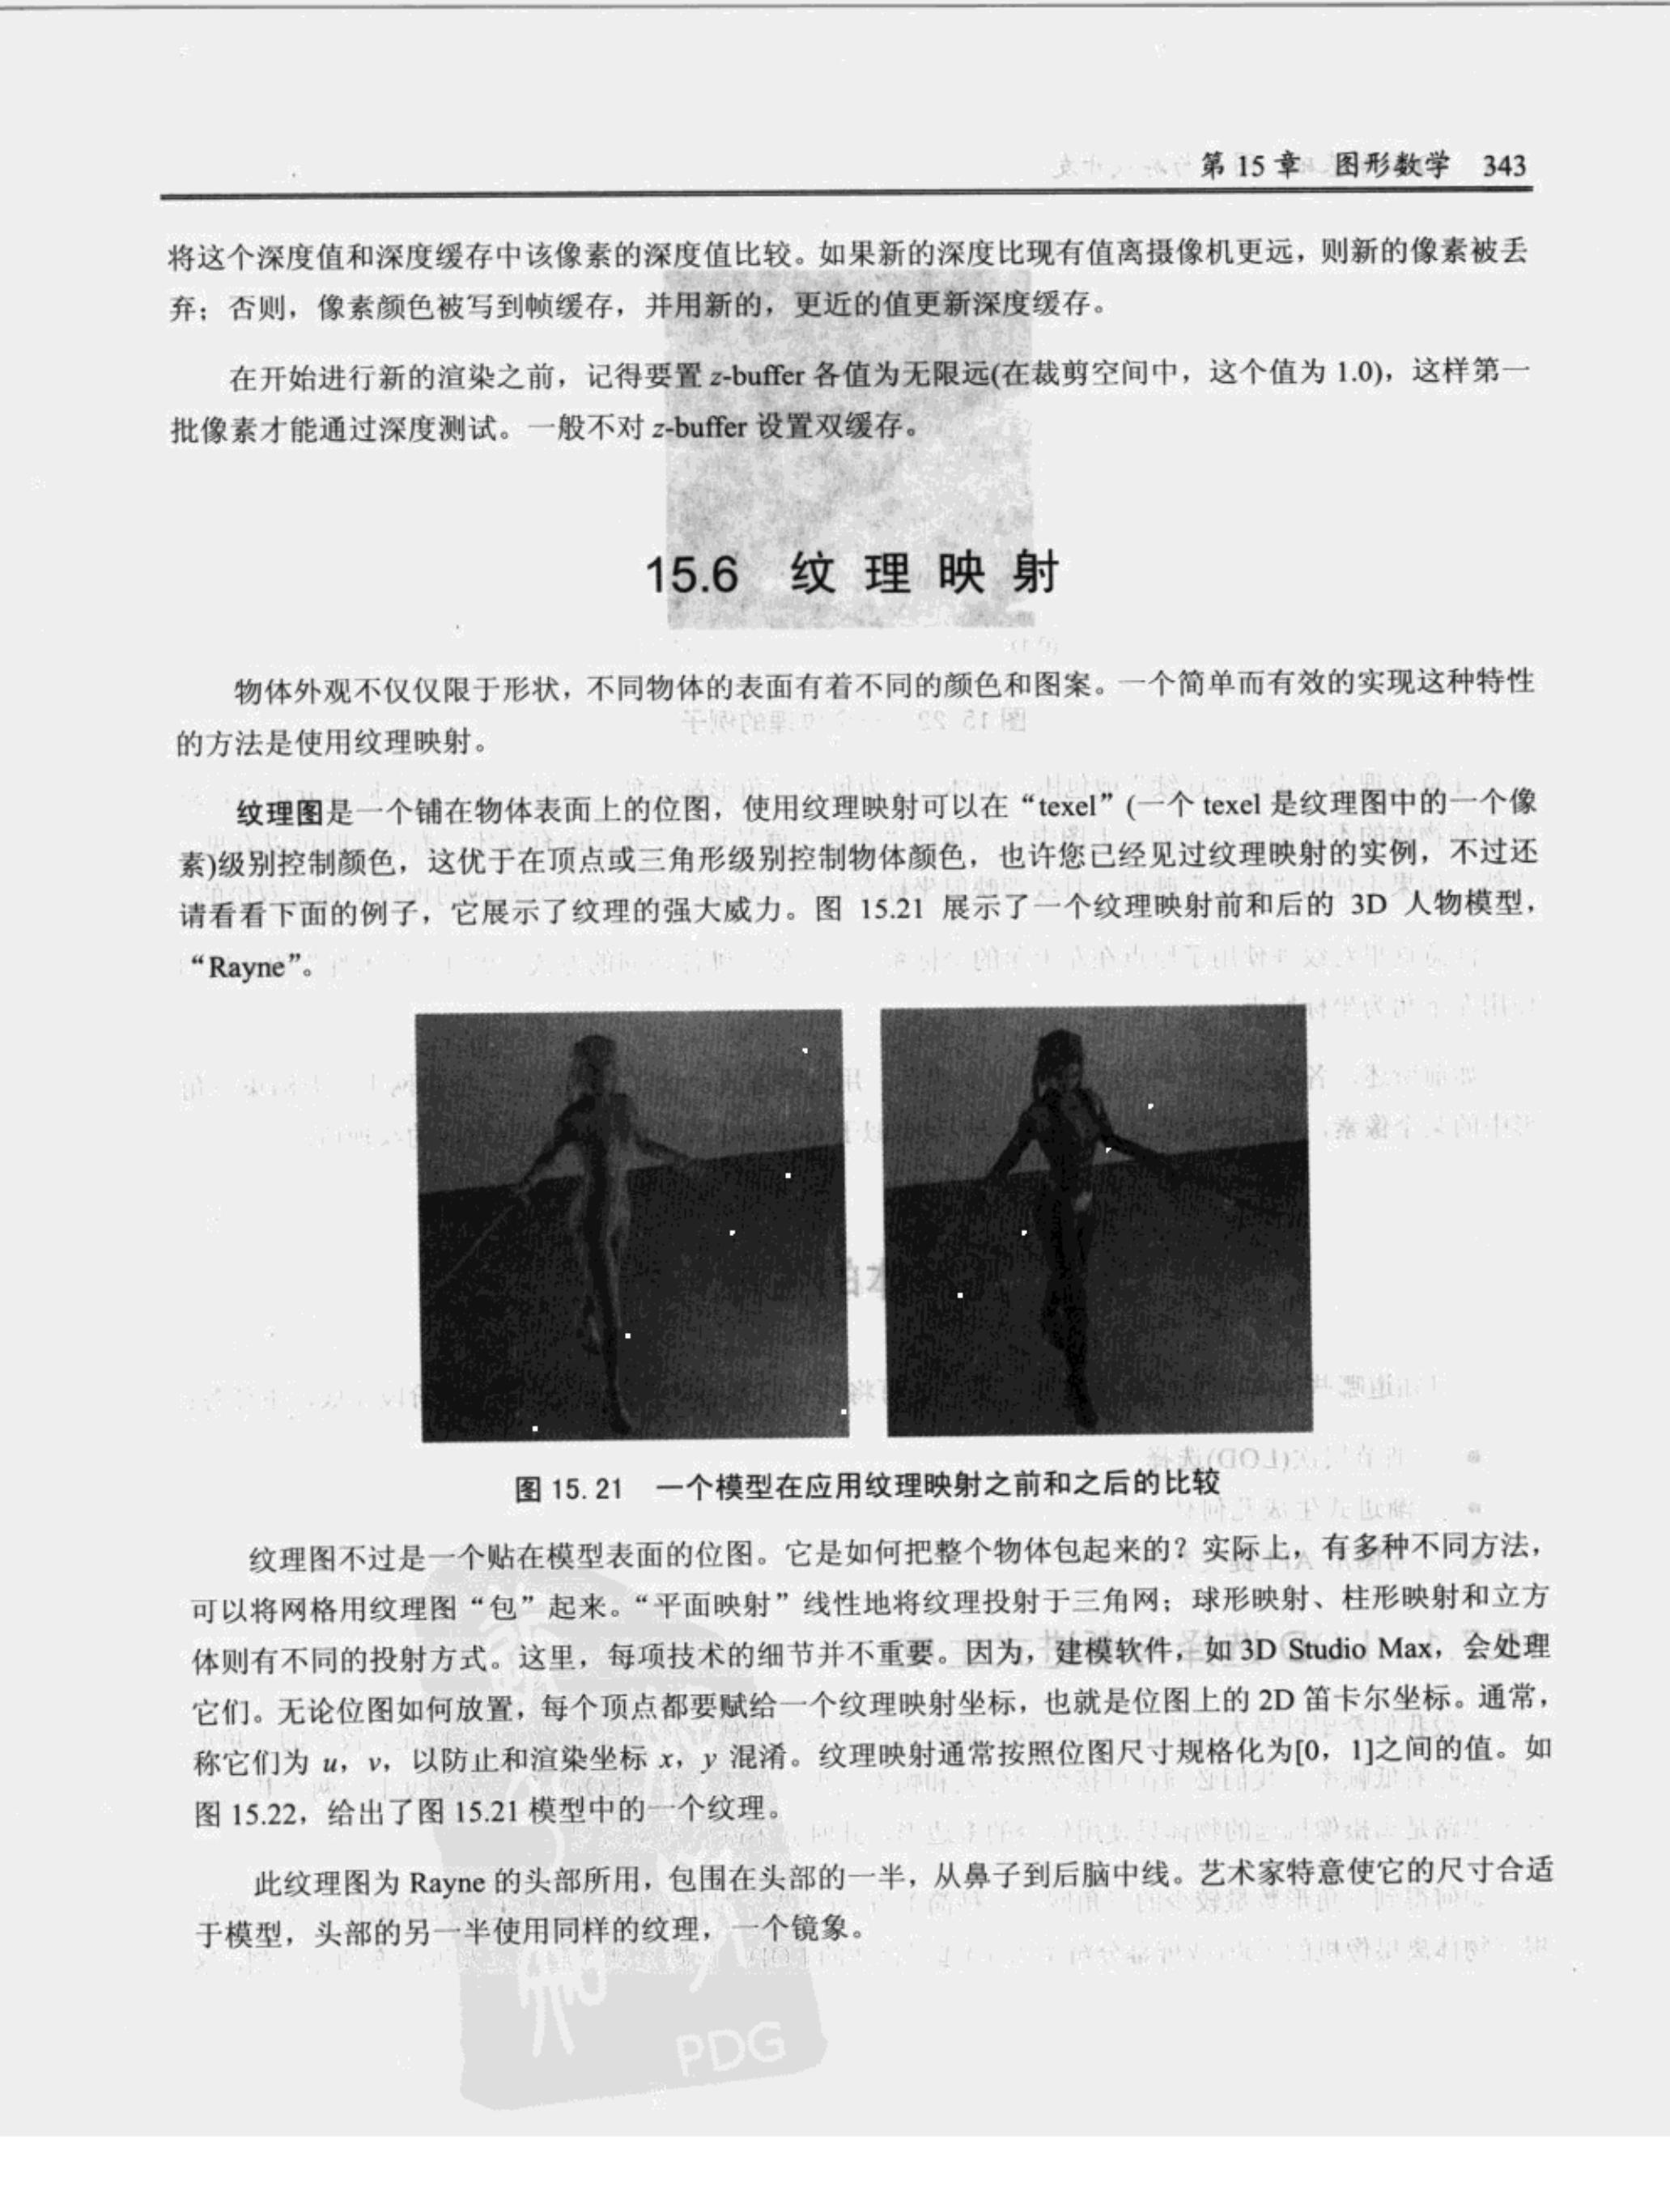 第 15 章 图形数学 343
将这个深度值和深度缓存中该像素的深度值比较。如果新的深度比现有值离摄像机更远，则新的像素被丢
弃；否则，像素颜色被写到帧缓存，并用新的，更近的值更新深度缓存。
在开始进行新的渲染之前，记得要置 z-buffer 各值为无限远(在裁剪空间中，这个值为 1.0)，这样第一
批像素才能通过深度测试。一般不对 z-buffer 设置双缓存。
15.6 纹 理 映 射
物体外观不仅仅限于形状，不同物体的表面有着不同的颜色和图案。一个简单而有效的实现这种特性
的方法是使用纹理映射。
纹理图是一个铺在物体表面上的位图，使用纹理映射可以在“texel”(一个 texel 是纹理图中的一个像
素)级别控制颜色，这优于在顶点或三角形级别控制物体颜色，也许您已经见过纹理映射的实例，不过还
请看看下面的例子，它展示了纹理的强大威力。图 15.21 展示了一个纹理映射前和后的 3D 人物模型，
“Rayne”。
图 15.21 一个模型在应用纹理映射之前和之后的比较
纹理图不过是一个贴在模型表面的位图。它是如何把整个物体包起来的？实际上，有多种不同方法，
可以将网格用纹理图“包”起来。“平面映射”线性地将纹理投射于三角网；球形映射、柱形映射和立方
体则有不同的投射方式。这里，每项技术的细节并不重要。因为，建模软件，如 3D Studio Max，会处理
它们。无论位图如何放置，每个顶点都要赋给一个纹理映射坐标，也就是位图上的 2D 笛卡尔坐标。通常，
称它们为 u，v，以防止和渲染坐标 x，y 混淆。纹理映射通常按照位图尺寸规格化为[0，1]之间的值。如
图 15.22，给出了图 15.21 模型中的一个纹理。
此纹理图为 Rayne 的头部所用，包围在头部的一半，从鼻子到后脑中线。艺术家特意使它的尺寸合适
于模型，头部的另一半使用同样的纹理，一个镜象。
PDG